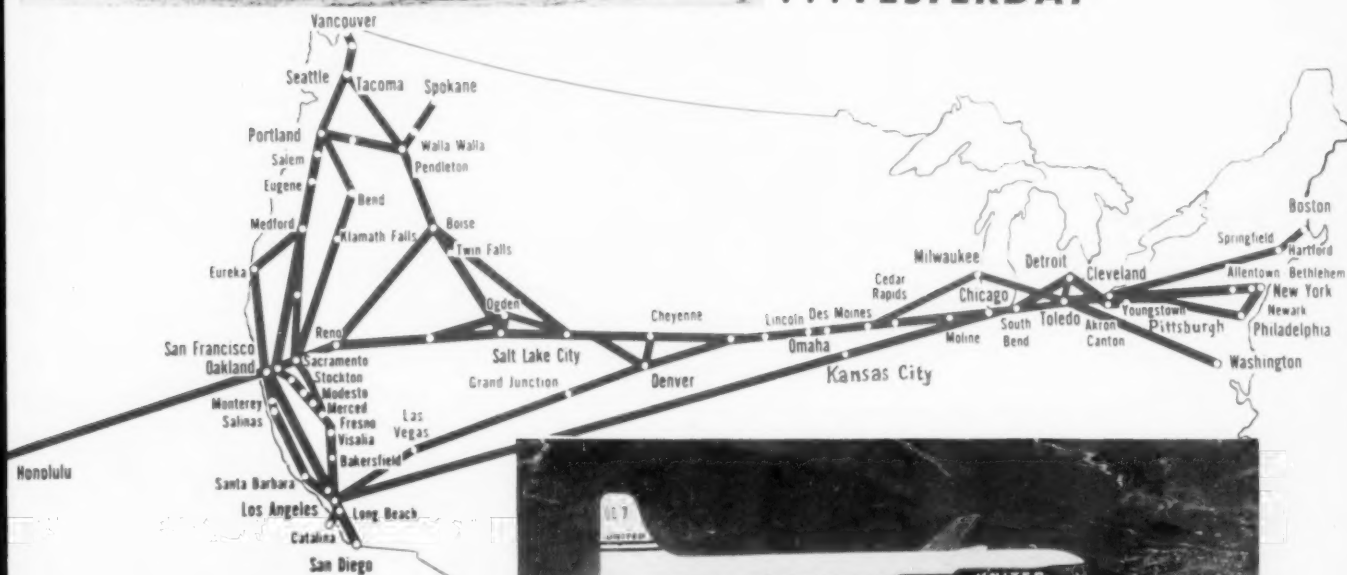 YESTERDAY
Vancouver
Seattle
Tacoma
Spokane
Portland
Walla Walla
Salem
Pendleton
Eugene
Bend
Medford
Boise
Klamath Falls
Twin Falls
Eureka
Ogden
Reno
Salt Lake City
Cheyenne
San Francisco
Oakland
Sacramento
Stockton
Modesto
Merced
Monterey
Salinas
Fresno
Visalia
Bakersfield
Las
Vegas
Grand Junction
Denver
Lincoln
Omaha
Des Moines
Cedar
Rapids
Milwaukee
Chicago
Moline
South
Bend
Detroit
Toledo
Cleveland
Akron
Canton
Youngstown
Pittsburgh
Kansas City
Boston
Springfield
Hartford
Allentown Bethlehem
New York
Newark
Philadelphia
Washington
Honolulu
Santa Barbara
Los Angeles
Long Beach
Catalina
San Diego
UNITED
UNITED